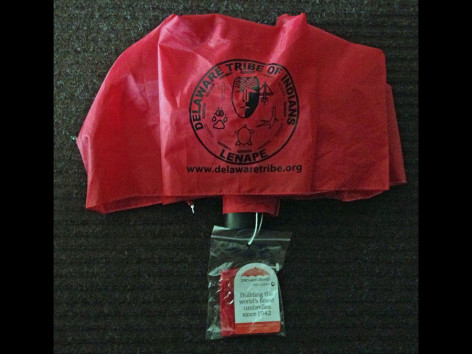 DELAWARE TRIBE OF INDIANS
LENAPE
www.delawaretribe.org
Building the
world's finest
umbrellas
since 1942